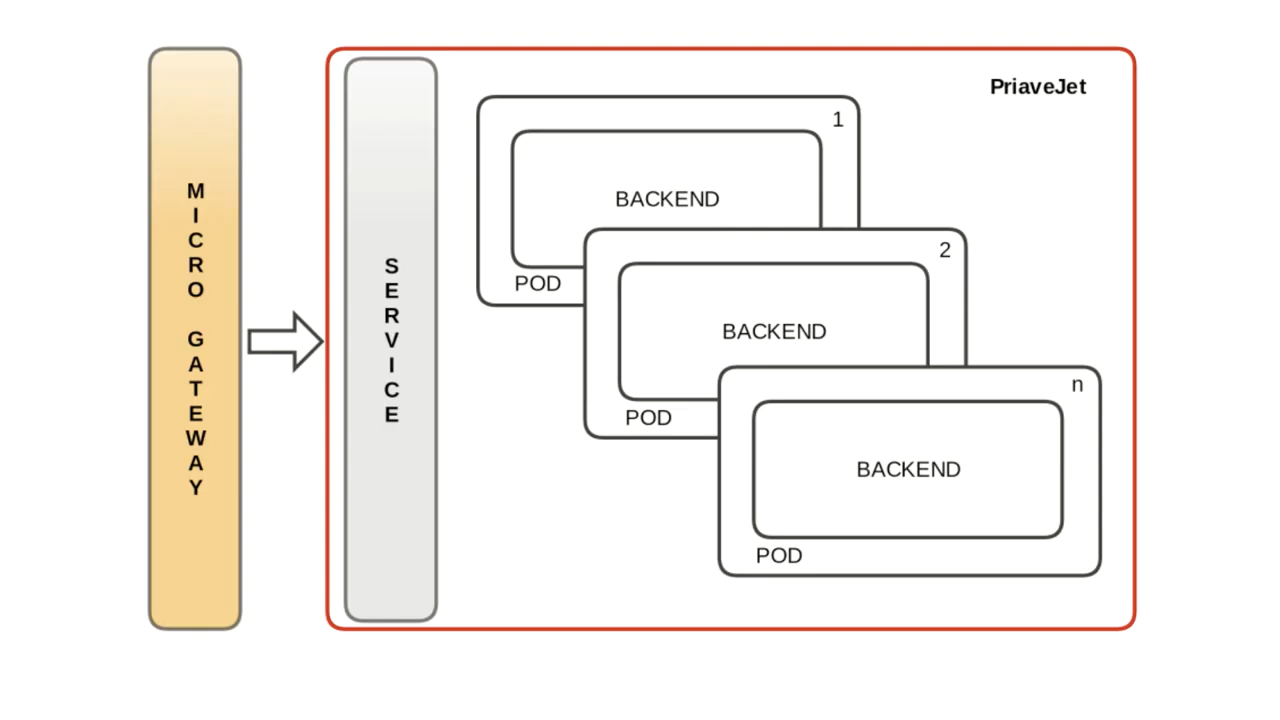 MICRO GATEWAY
SERVICE
PriaveJet
1
BACKEND
POD
2
BACKEND
POD
n
BACKEND
POD